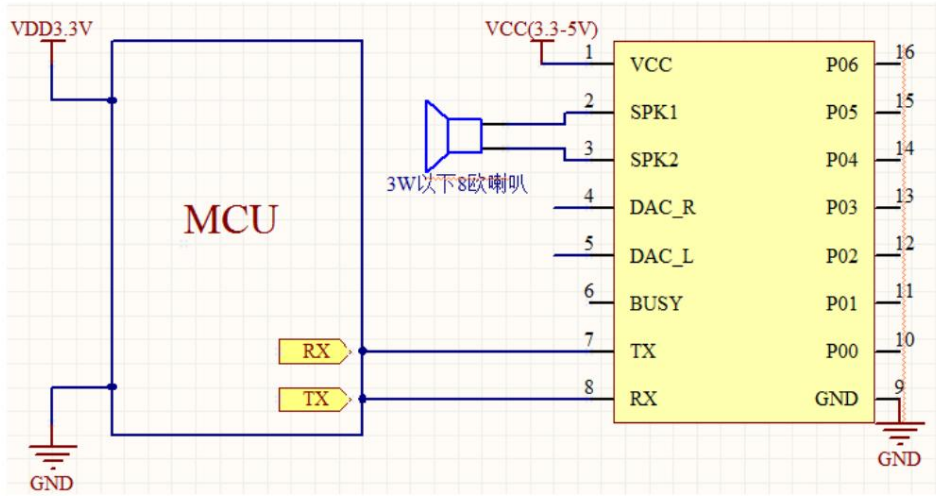 VDD3.3V
VCC(3.3-5V)
1
VCC
P06
16
2
SPK1
P05
15
3
SPK2
P04
14
3W以下8欧喇叭
4
DAC_R
P03
13
MCU
5
DAC_L
P02
12
6
BUSY
P01
11
RX
7
TX
P00
10
TX
8
RX
GND
9
GND
GND